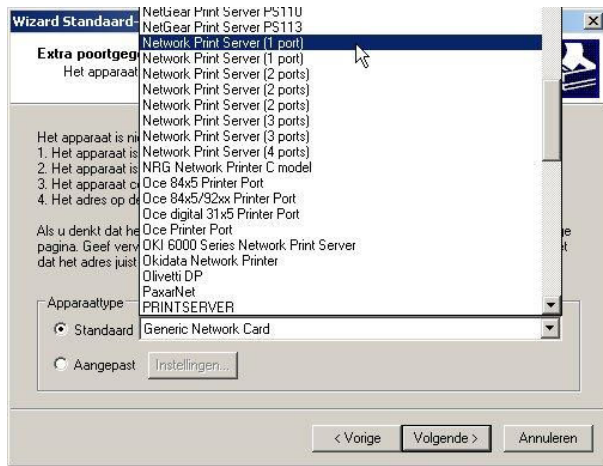 Wizard Standaard-
Extra poortgeg
Het apparaat
NetGear Print Server PS110
NetGear Print Server PS113
Network Print Server (1 port)
Network Print Server (1 port)
Network Print Server (2 ports)
Network Print Server (2 ports)
Network Print Server (2 ports)
Network Print Server (3 ports)
Network Print Server (3 ports)
Network Print Server (4 ports)
NRG Network Printer C model
Oce 84x5 Printer Port
Oce 84x5/92xx Printer Port
Oce digital 31x5 Printer Port
Oce Printer Port
OKI 6000 Series Network Print Server
Okidata Network Printer
Olivetti DP
PaxarNet
PRINTSERVER
Het apparaat is ni
1. Het apparaat is
2. Het apparaat is
3. Het apparaat c
4. Het adres op de
Als u denkt dat he
pagina. Geef verv
dat het adres juist
Apparaattype
Standaard
Generic Network Card
Aangepast
Instellingen...
< Vorige
Volgende >
Annuleren